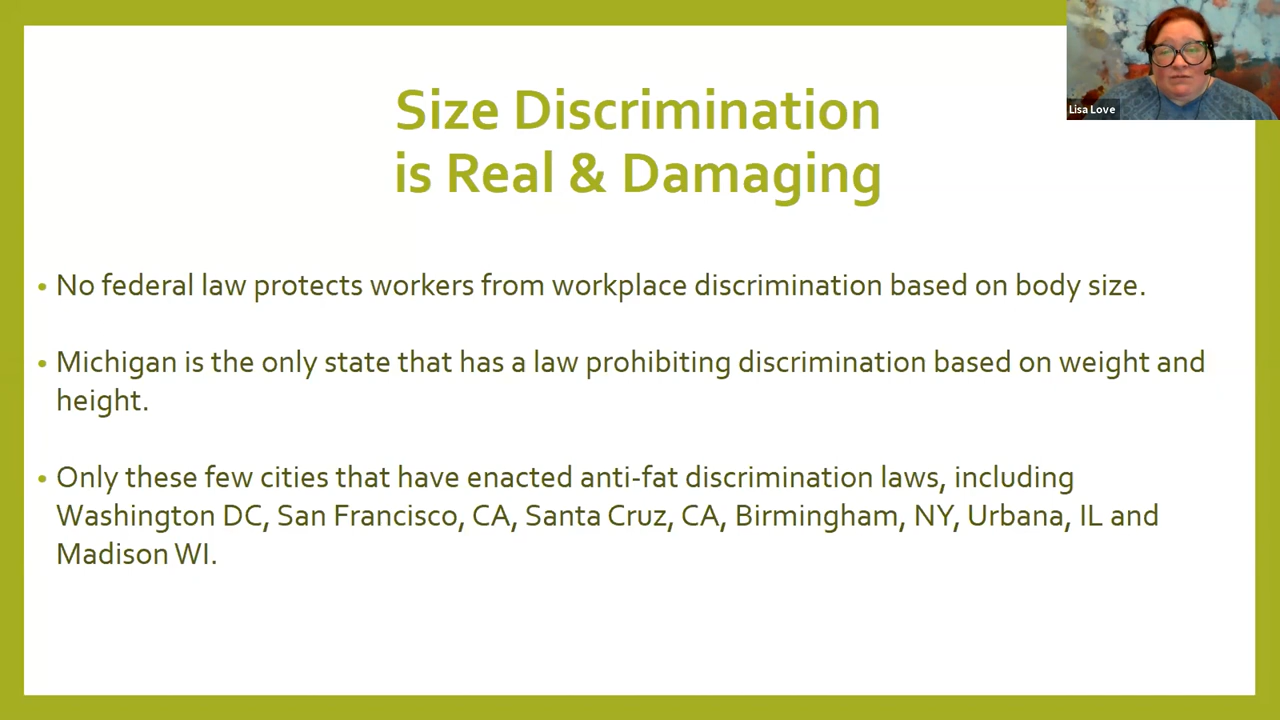 Size Discrimination
is Real & Damaging
• No federal law protects workers from workplace discrimination based on body size.
• Michigan is the only state that has a law prohibiting discrimination based on weight and
height.
• Only these few cities that have enacted anti-fat discrimination laws, including
Washington DC, San Francisco, CA, Santa Cruz, CA, Birmingham, NY, Urbana, IL and
Madison WI.
Lisa Love